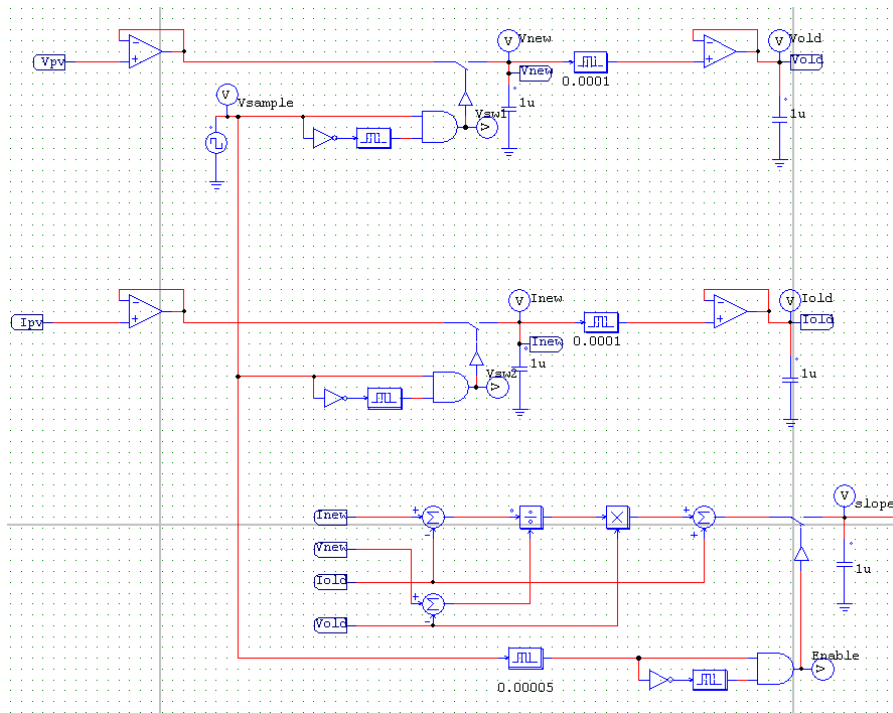 Vnew
Vold
Vpv
Vnew
Vold
0.0001
Vsample
1u
Vsw1
1u
V
V
V
V
V
Inew
Iold
Ipv
Inew
Iold
0.0001
1u
Vsw2
1u
V
V
V
slope
Inew
Vnew
Iold
1u
Vold
Enable
V
0.00005